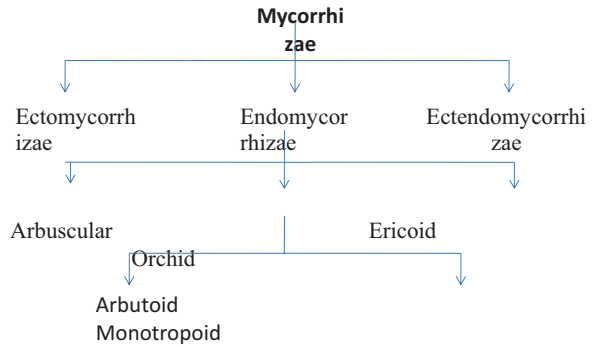 Mycorrhi
zae
Ectomycorrh
izae
Endomycor
rhizae
Ectendomycorrhi
zae
Arbuscular
Ericoid
Orchid
Arbutoid
Monotropoid